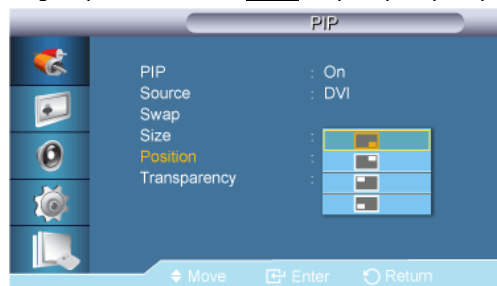 PIP
PIP : On
Source : DVI
Swap
Size :
Position :
Transparency :
Move Enter Return